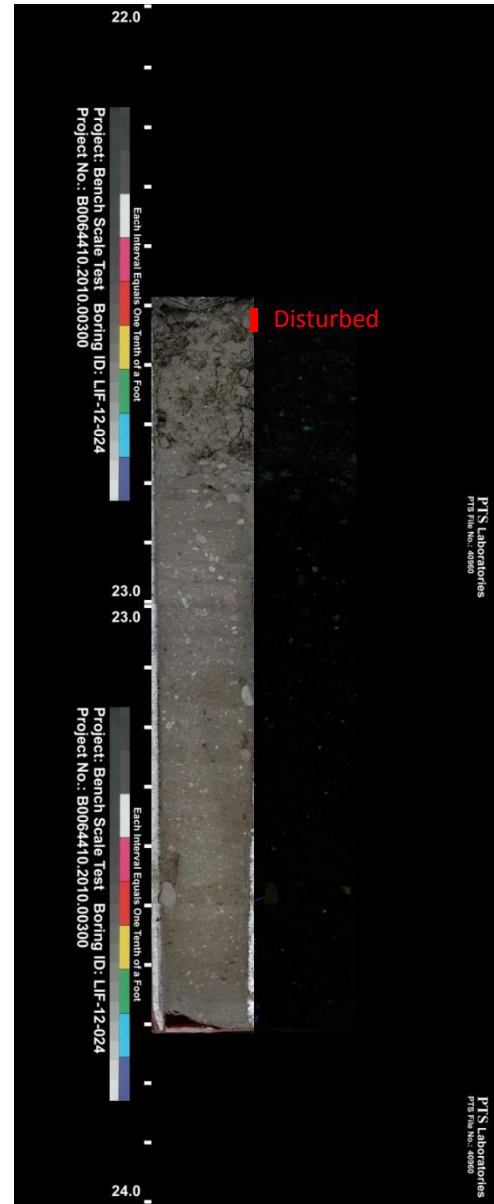 22.0
Each Interval Equals One Tenth of a Foot
Project: Bench Scale Test Boring ID: LIF-12-024
Project No.: B0064410.2010.00300
Disturbed
PTS Laboratories
PTS File No.: 40960
23.0
23.0
Each Interval Equals One Tenth of a Foot
Project: Bench Scale Test Boring ID: LIF-12-024
Project No.: B0064410.2010.00300
PTS Laboratories
PTS File No.: 40960
24.0